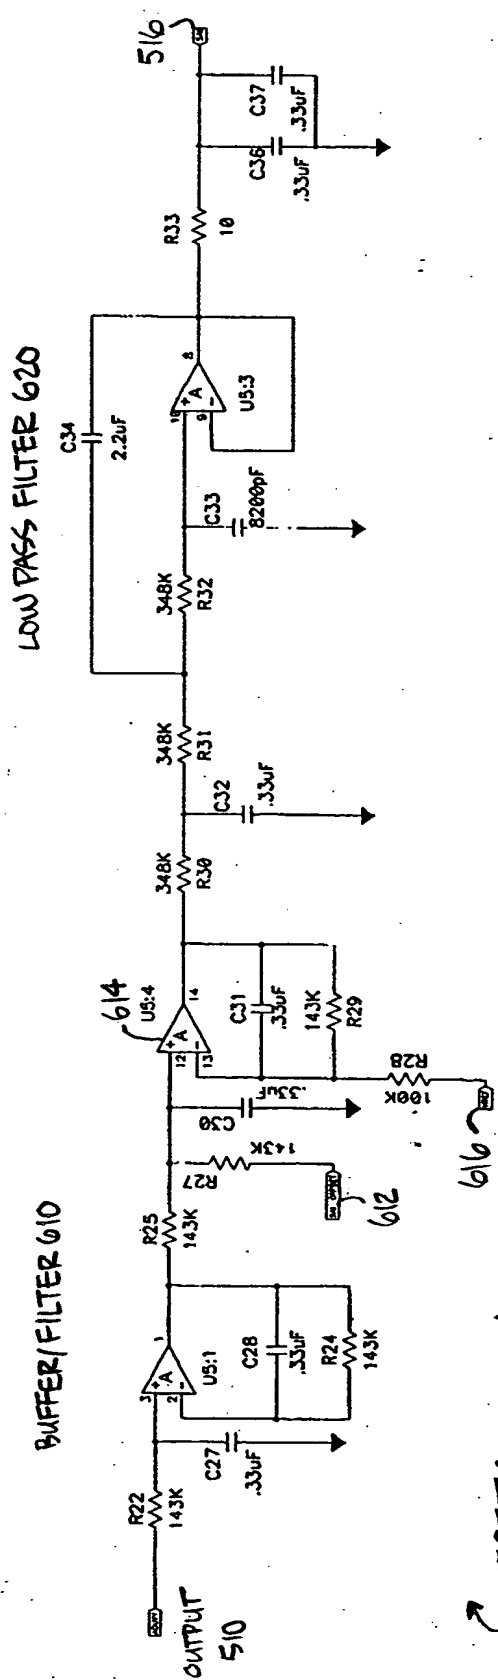 BUFFER/FILTER 610
LOW PASS FILTER 620
OUTPUT
510
R22
143K
C27
.33uF
3
2
+
-
A
1
U5:1
C28
.33uF
R24
143K
R25
143K
R27
143K
612
C30
.33uF
614
U5:4
12
13
+
-
A
14
C31
.33uF
143K
R29
R28
100K
616
348K
R30
C32
.33uF
348K
R31
348K
R32
C33
8200pF
C34
2.2uF
10
9
+
-
A
8
U5:3
R33
10
C36
.33uF
C37
.33uF
516